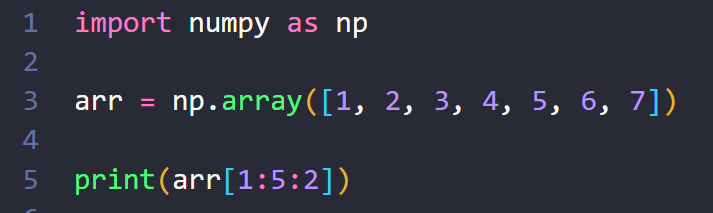 1 import numpy as np
2
3 arr = np.array([1, 2, 3, 4, 5, 6, 7])
4
5 print(arr[1:5:2])